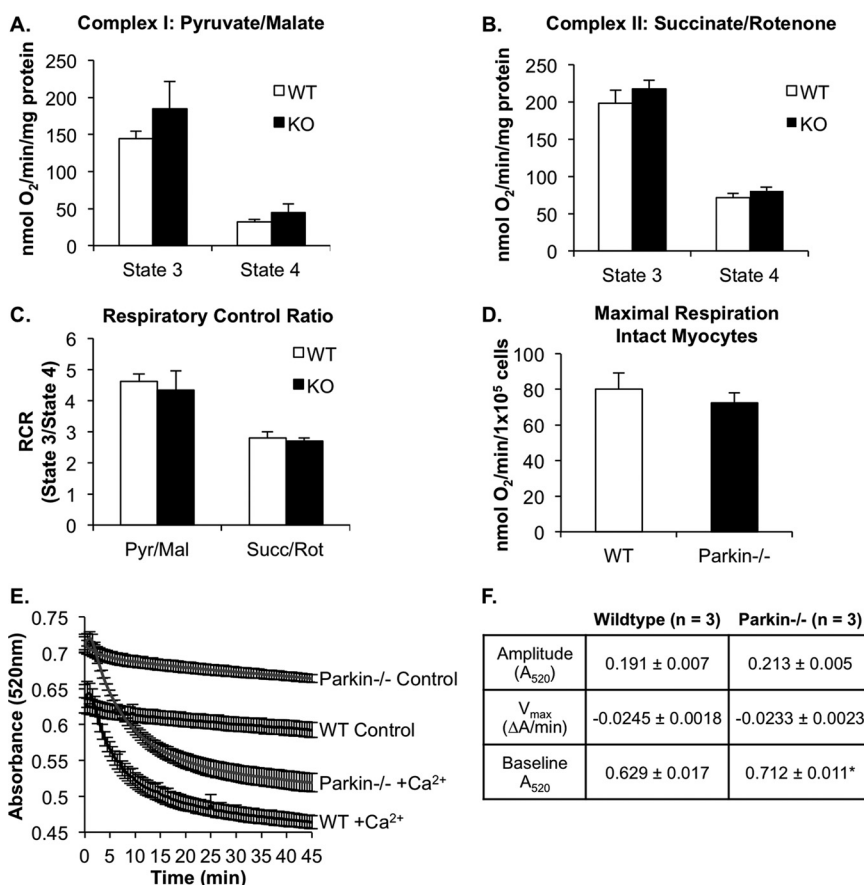 A. Complex I: Pyruvate/Malate
nmol O₂/min/mg protein
250
200
150
100
50
0
WT
KO
State 3 State 4
B. Complex II: Succinate/Rotenone
nmol O₂/min/mg protein
250
200
150
100
50
0
WT
KO
State 3 State 4
C. Respiratory Control Ratio
RCR
(State 3/State 4)
6
5
4
3
2
1
0
WT
KO
Pyr/Mal Succ/Rot
D. Maximal Respiration
Intact Myocytes
nmol O₂/min/1x10⁵ cells
100
80
60
40
20
0
WT Parkin-/-
E.
Absorbance (520nm)
0.75
0.7
0.65
0.6
0.55
0.5
0.45
Parkin-/- Control
WT Control
Parkin-/- +Ca²⁺
WT +Ca²⁺
0 5 10 15 20 25 30 35 40 45
Time (min)
F.
Wildtype (n = 3) Parkin-/- (n = 3)
Amplitude
(A₅₂₀)
0.191 ± 0.007 0.213 ± 0.005
Vmax
(ΔA/min)
-0.0245 ± 0.0018 -0.0233 ± 0.0023
Baseline
A₅₂₀
0.629 ± 0.017 0.712 ± 0.011*